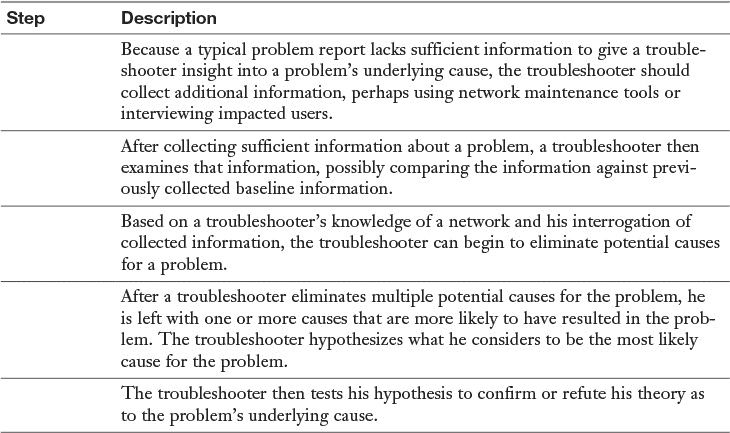 Step Description
Because a typical problem report lacks sufficient information to give a trouble-
shooter insight into a problem's underlying cause, the troubleshooter should
collect additional information, perhaps using network maintenance tools or
interviewing impacted users.
After collecting sufficient information about a problem, a troubleshooter then
examines that information, possibly comparing the information against previ-
ously collected baseline information.
Based on a troubleshooter's knowledge of a network and his interrogation of
collected information, the troubleshooter can begin to eliminate potential causes
for a problem.
After a troubleshooter eliminates multiple potential causes for the problem, he
is left with one or more causes that are more likely to have resulted in the prob-
lem. The troubleshooter hypothesizes what he considers to be the most likely
cause for the problem.
The troubleshooter then tests his hypothesis to confirm or refute his theory as
to the problem's underlying cause.